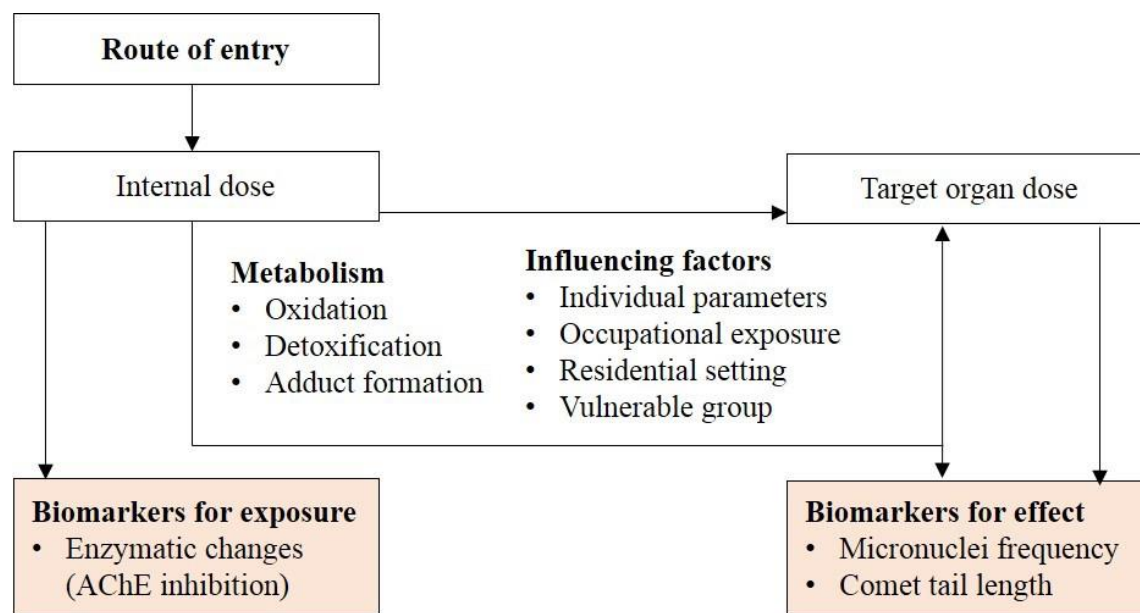 Route of entry
Internal dose
Target organ dose
Metabolism
• Oxidation
• Detoxification
• Adduct formation
Influencing factors
• Individual parameters
• Occupational exposure
• Residential setting
• Vulnerable group
Biomarkers for exposure
• Enzymatic changes
(AChE inhibition)
Biomarkers for effect
• Micronuclei frequency
• Comet tail length